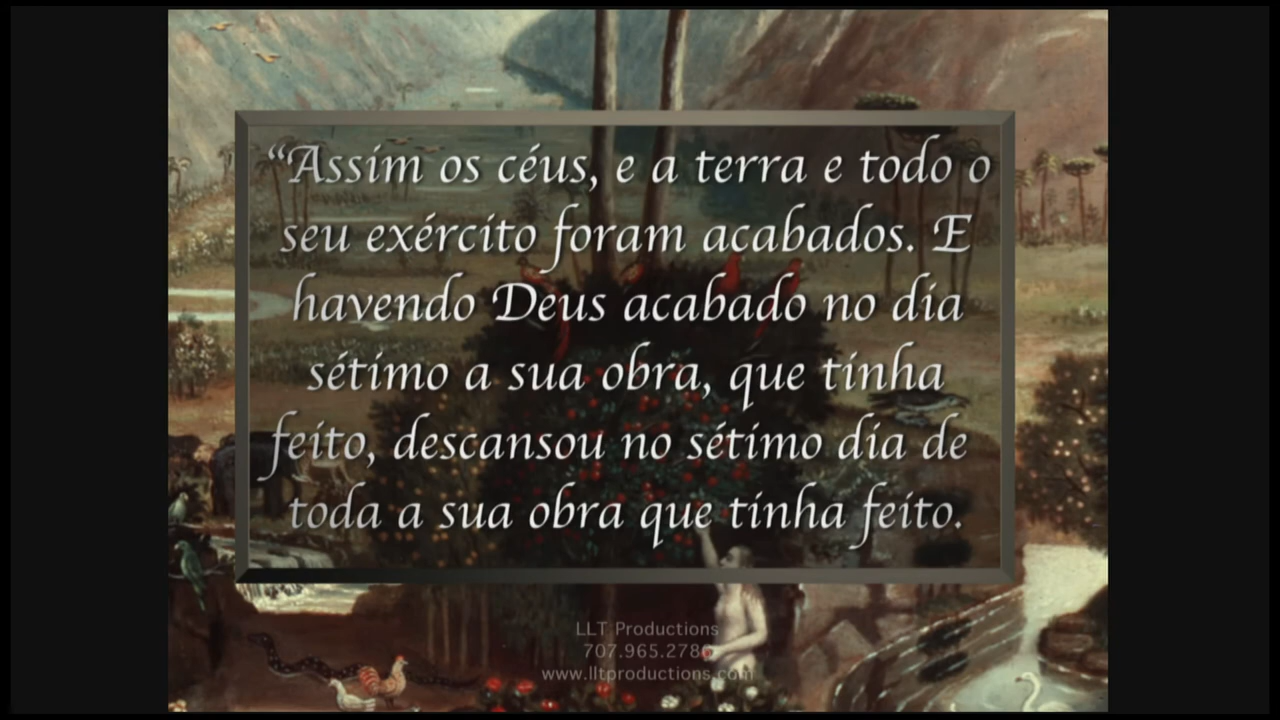 “Assim os céus, e a terra e todo o
seu exército foram acabados. E
havendo Deus acabado no dia
sétimo a sua obra, que tinha
feito, descansou no sétimo dia de
toda a sua obra que tinha feito.
LLT Productions
707.965.2786
www.lltproductions.com